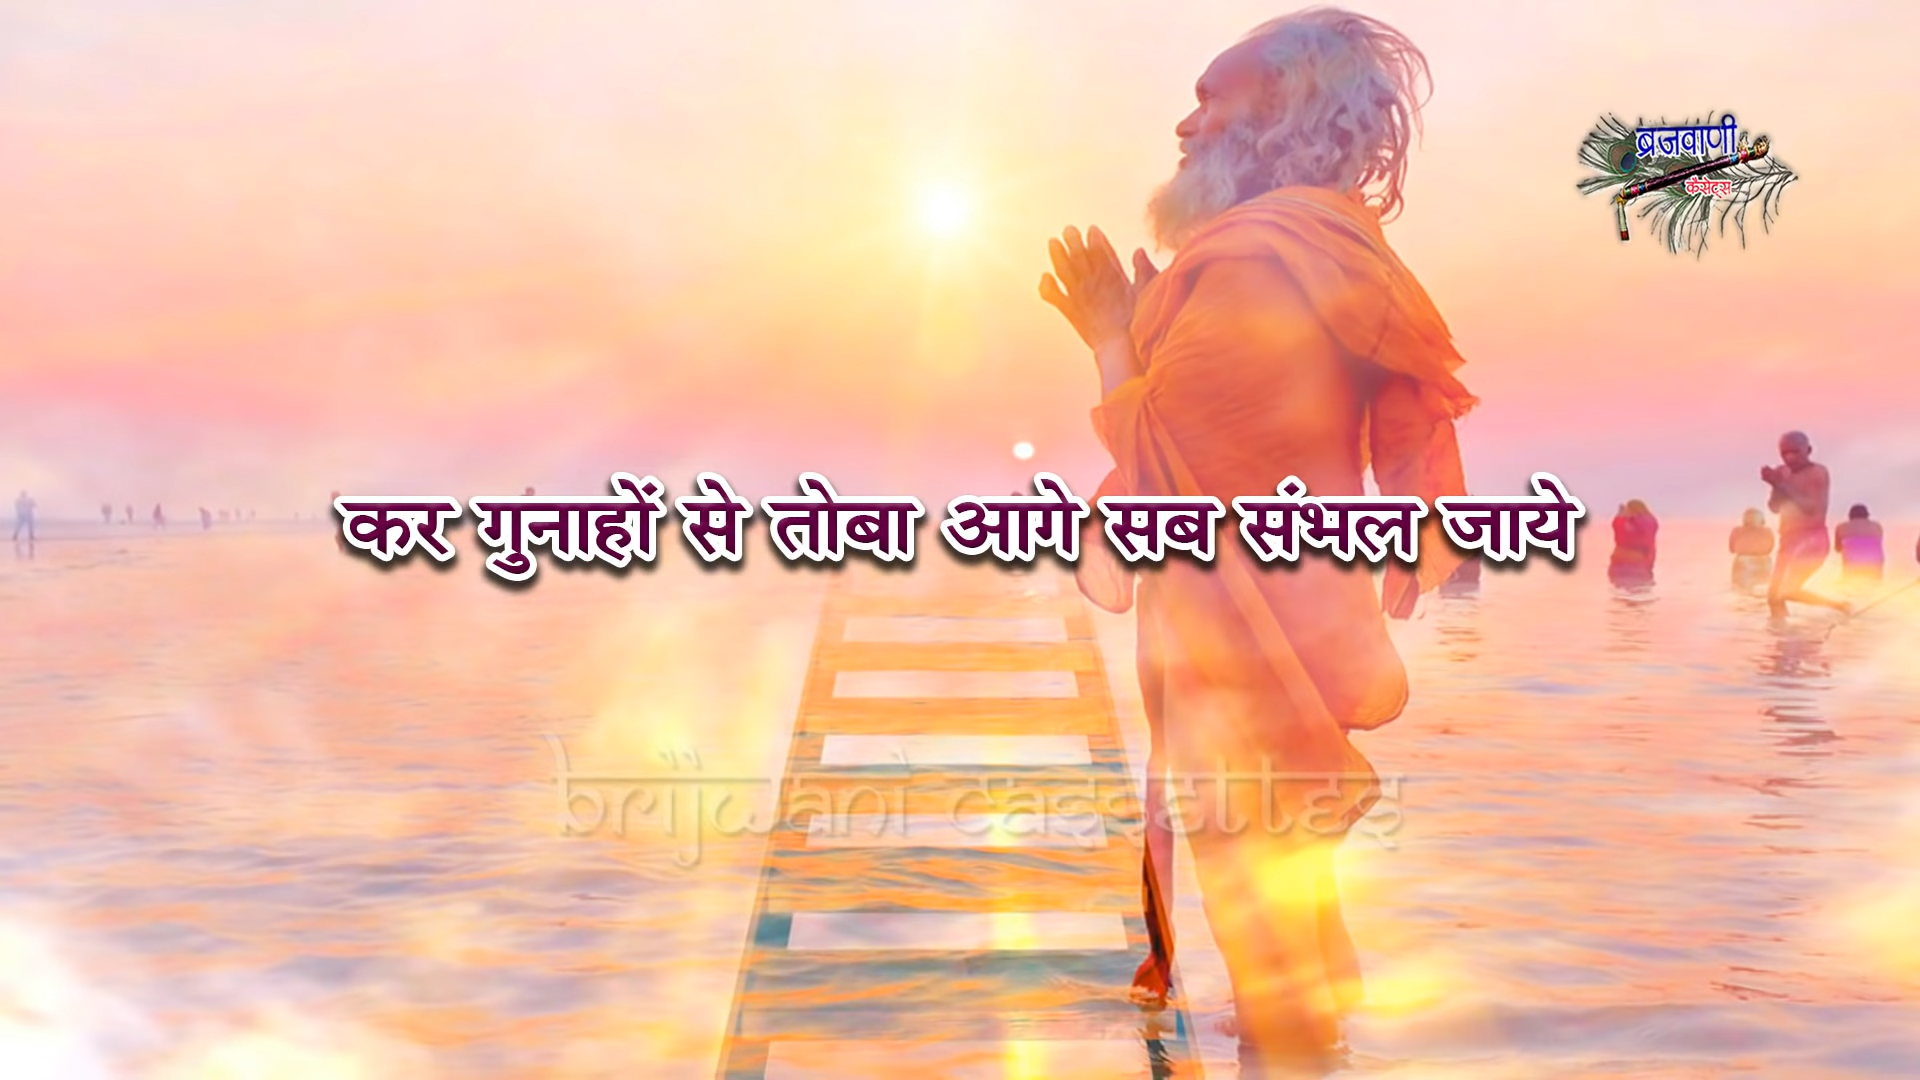 ब्रजवाणी
कैसेट्स
कर गुनाहों से तोबा आगे सब संभल जाये
brijwani cassettes